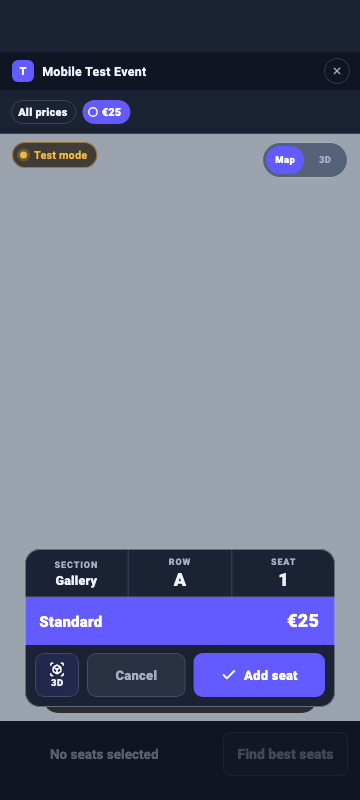 T Mobile Test Event
All prices €25
Test mode
Map 3D
SECTION ROW SEAT
Gallery A 1
Standard €25
3D Cancel Add seat
No seats selected Find best seats